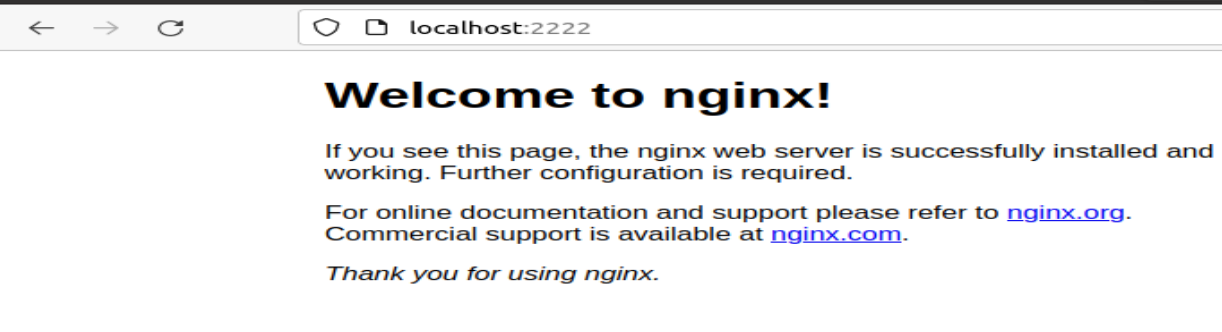 localhost:2222
Welcome to nginx!
If you see this page, the nginx web server is successfully installed and
working. Further configuration is required.
For online documentation and support please refer to nginx.org.
Commercial support is available at nginx.com.
Thank you for using nginx.